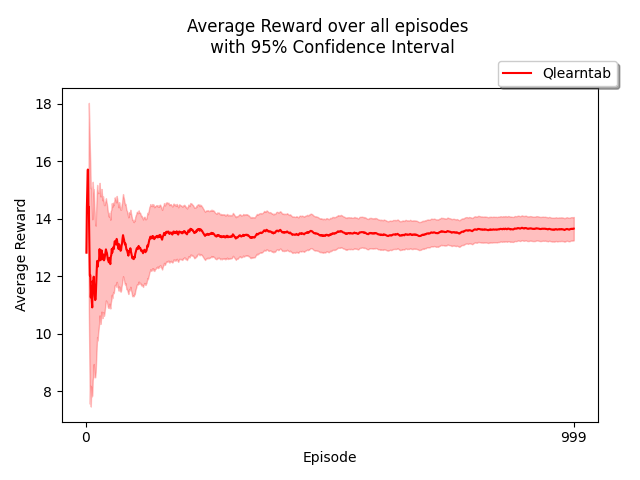 Average Reward over all episodes
with 95% Confidence Interval
Qlearntab
18
16
14
12
10
8
Average Reward
0
999
Episode